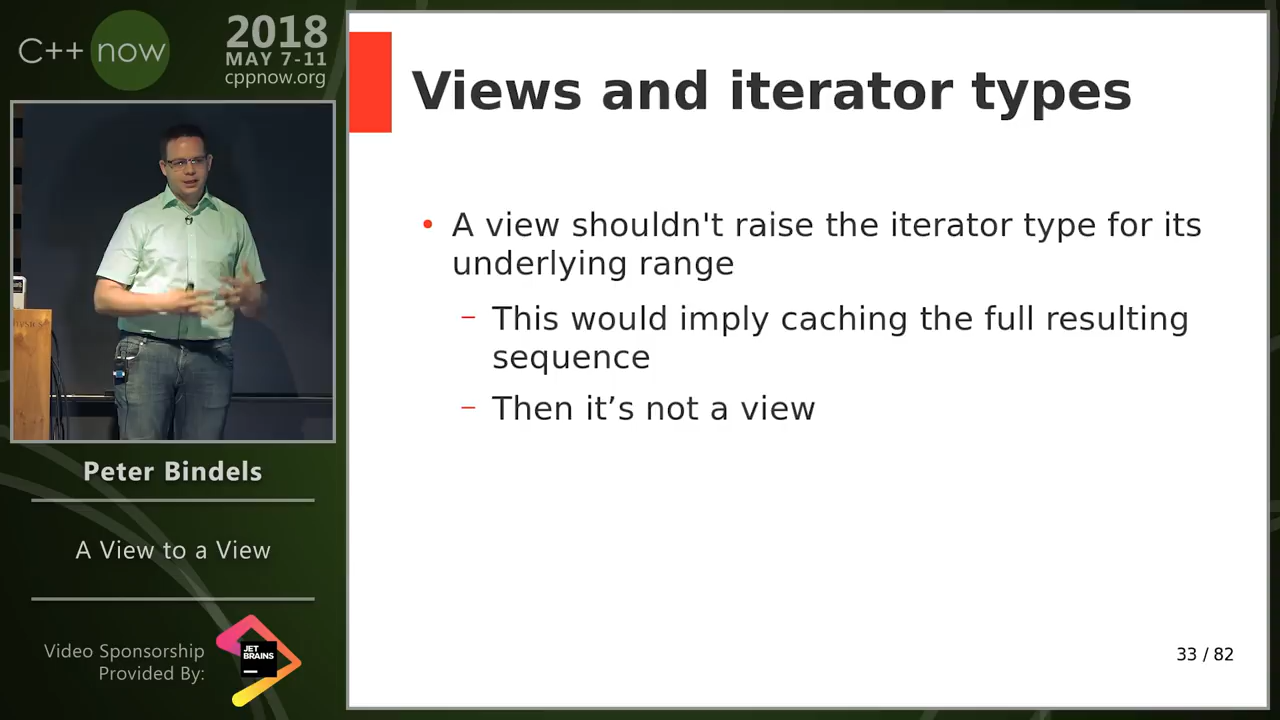 C++ now
2018
MAY 7-11
cppnow.org
Peter Bindels
A View to a View
Video Sponsorship
Provided By:
JET
BRAINS
Views and iterator types
• A view shouldn't raise the iterator type for its
underlying range
– This would imply caching the full resulting
sequence
– Then it’s not a view
33 / 82